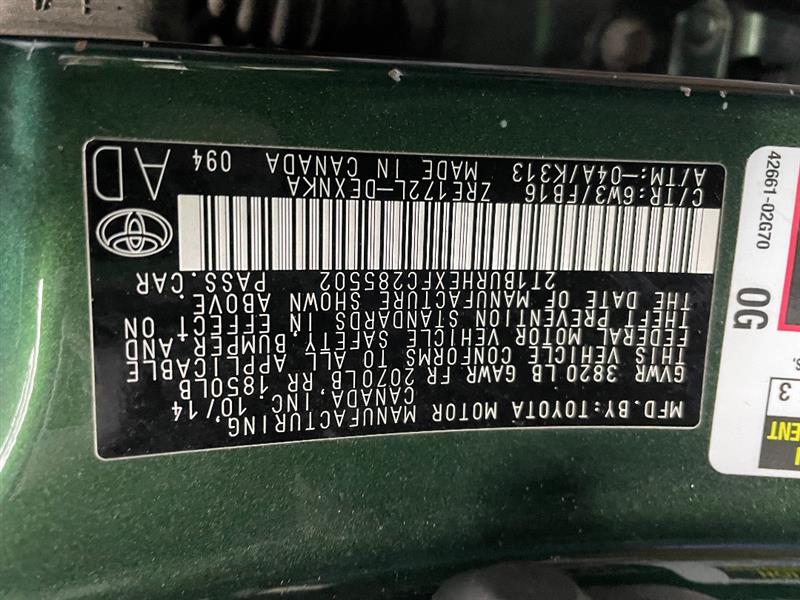 MFD.BY:TOYOTA MOTOR MANUFACTURING
CANADA, INC. 10/14
GVWR 3820LB GAWR FR 2070LB, RR 1850LB
THIS VEHICLE CONFORMS TO ALL APPLICABLE
FEDERAL MOTOR VEHICLE SAFETY, BUMPER, AND
THEFT PREVENTION STANDARDS IN EFFECT ON
THE DATE OF MANUFACTURE SHOWN ABOVE.
2T1BURHEXFC285502 PASS.CAR
C/TR:6W3/FB16 ZRE172L-DEXNKA
A/TM:-04A/K313 MADE IN CANADA 094
AD
42661-02G70
0G
3